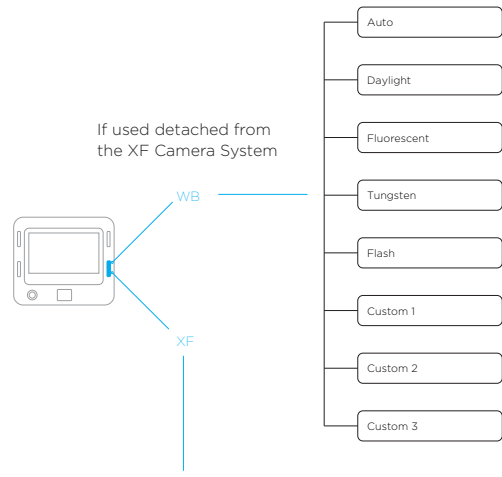 If used detached from
the XF Camera System
WB
XF
Auto
Daylight
Fluorescent
Tungsten
Flash
Custom 1
Custom 2
Custom 3